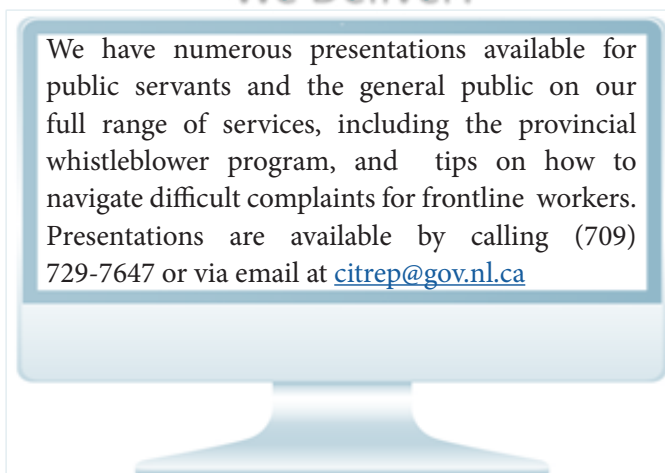 We Deliver!
We have numerous presentations available for
public servants and the general public on our
full range of services, including the provincial
whistleblower program, and tips on how to
navigate difficult complaints for frontline workers.
Presentations are available by calling (709)
729-7647 or via email at citrep@gov.nl.ca